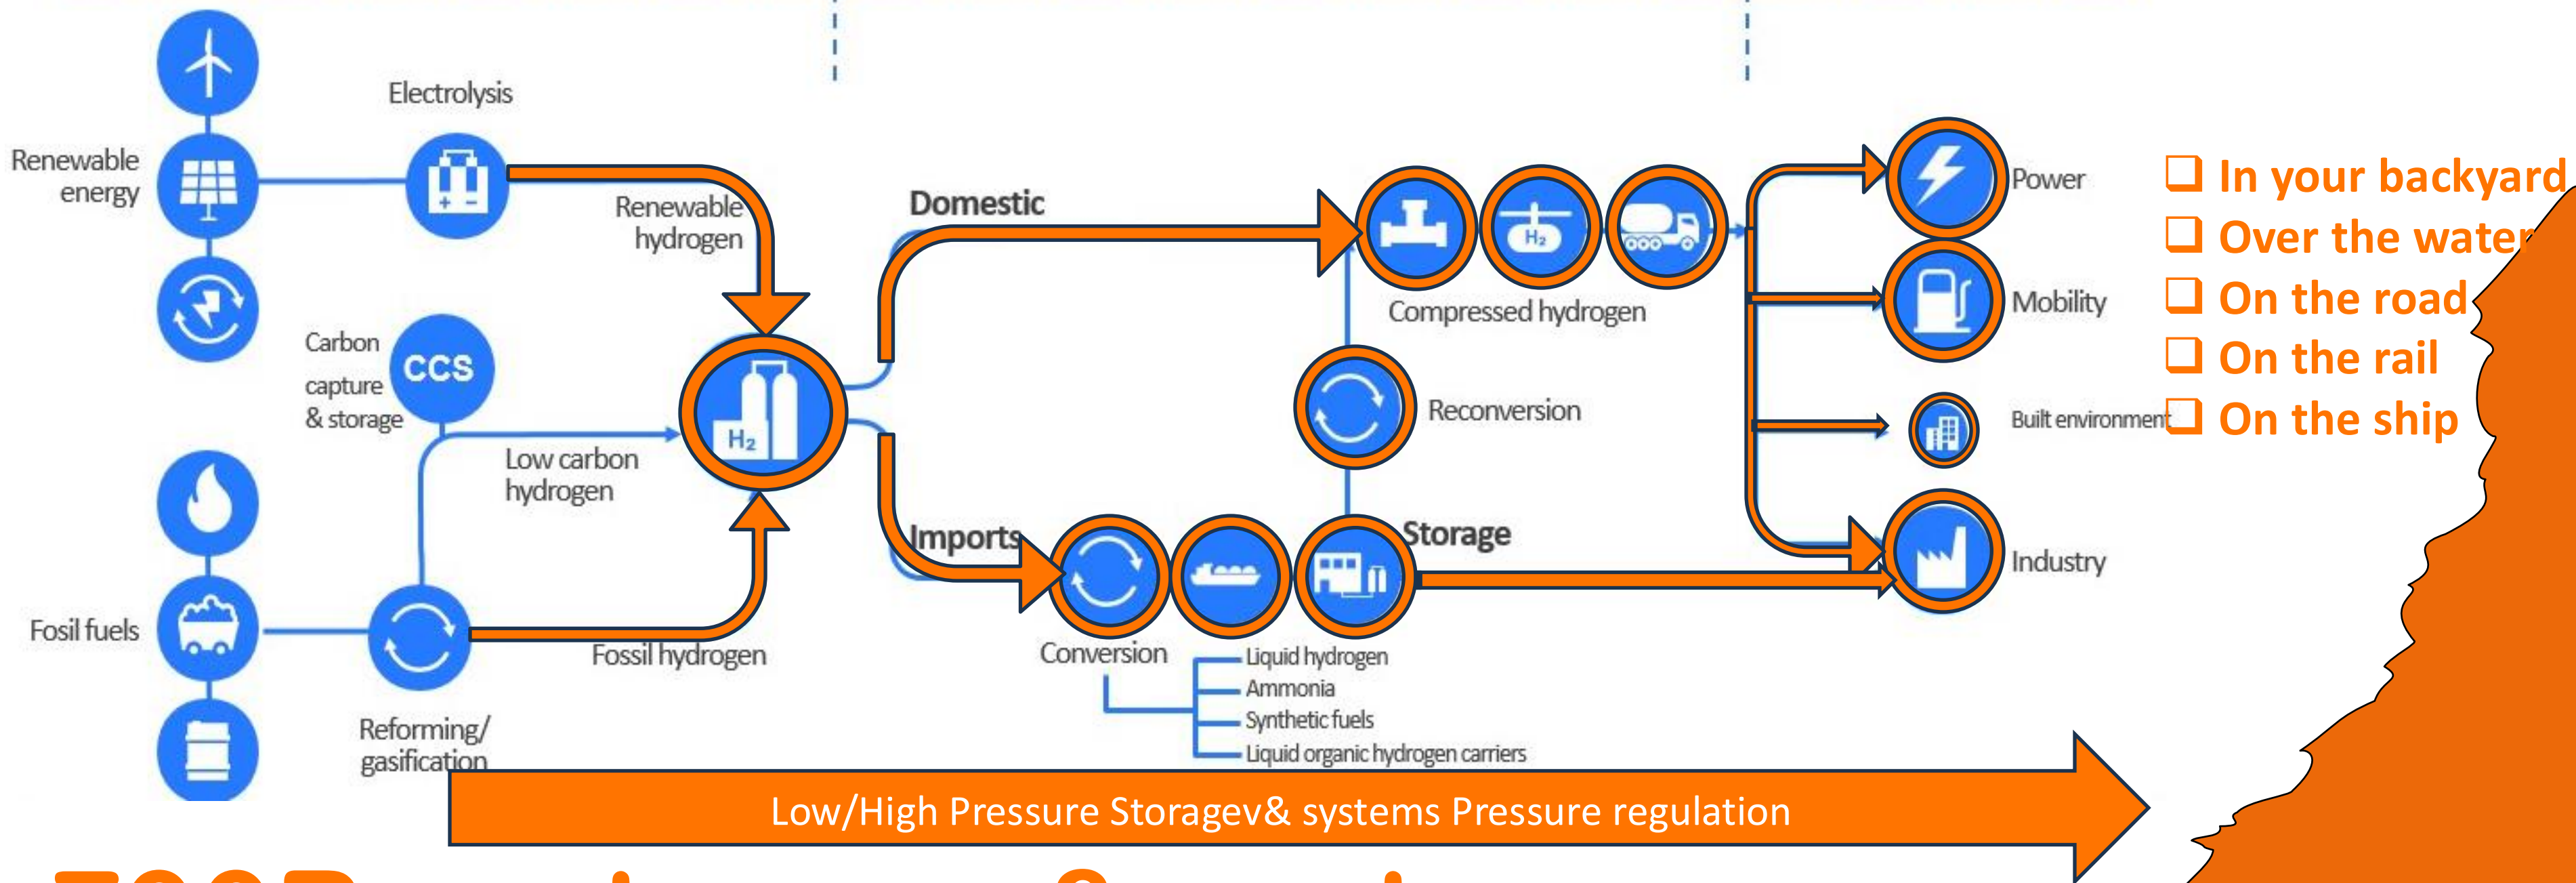 Electrolysis
Renewable
energy
Renewable
hydrogen
Carbon
capture
& storage
CCS
Low carbon
hydrogen
H₂
Fosil fuels
Fossil hydrogen
Reforming/
gasification
Domestic
H₂
Compressed hydrogen
Reconversion
Imports
Storage
Conversion
Liquid hydrogen
Ammonia
Synthetic fuels
Liquid organic hydrogen carriers
Power
Mobility
Built environment
Industry
❑ In your backyard
❑ Over the water
❑ On the road
❑ On the rail
❑ On the ship
Low/High Pressure Storagev& systems Pressure regulation